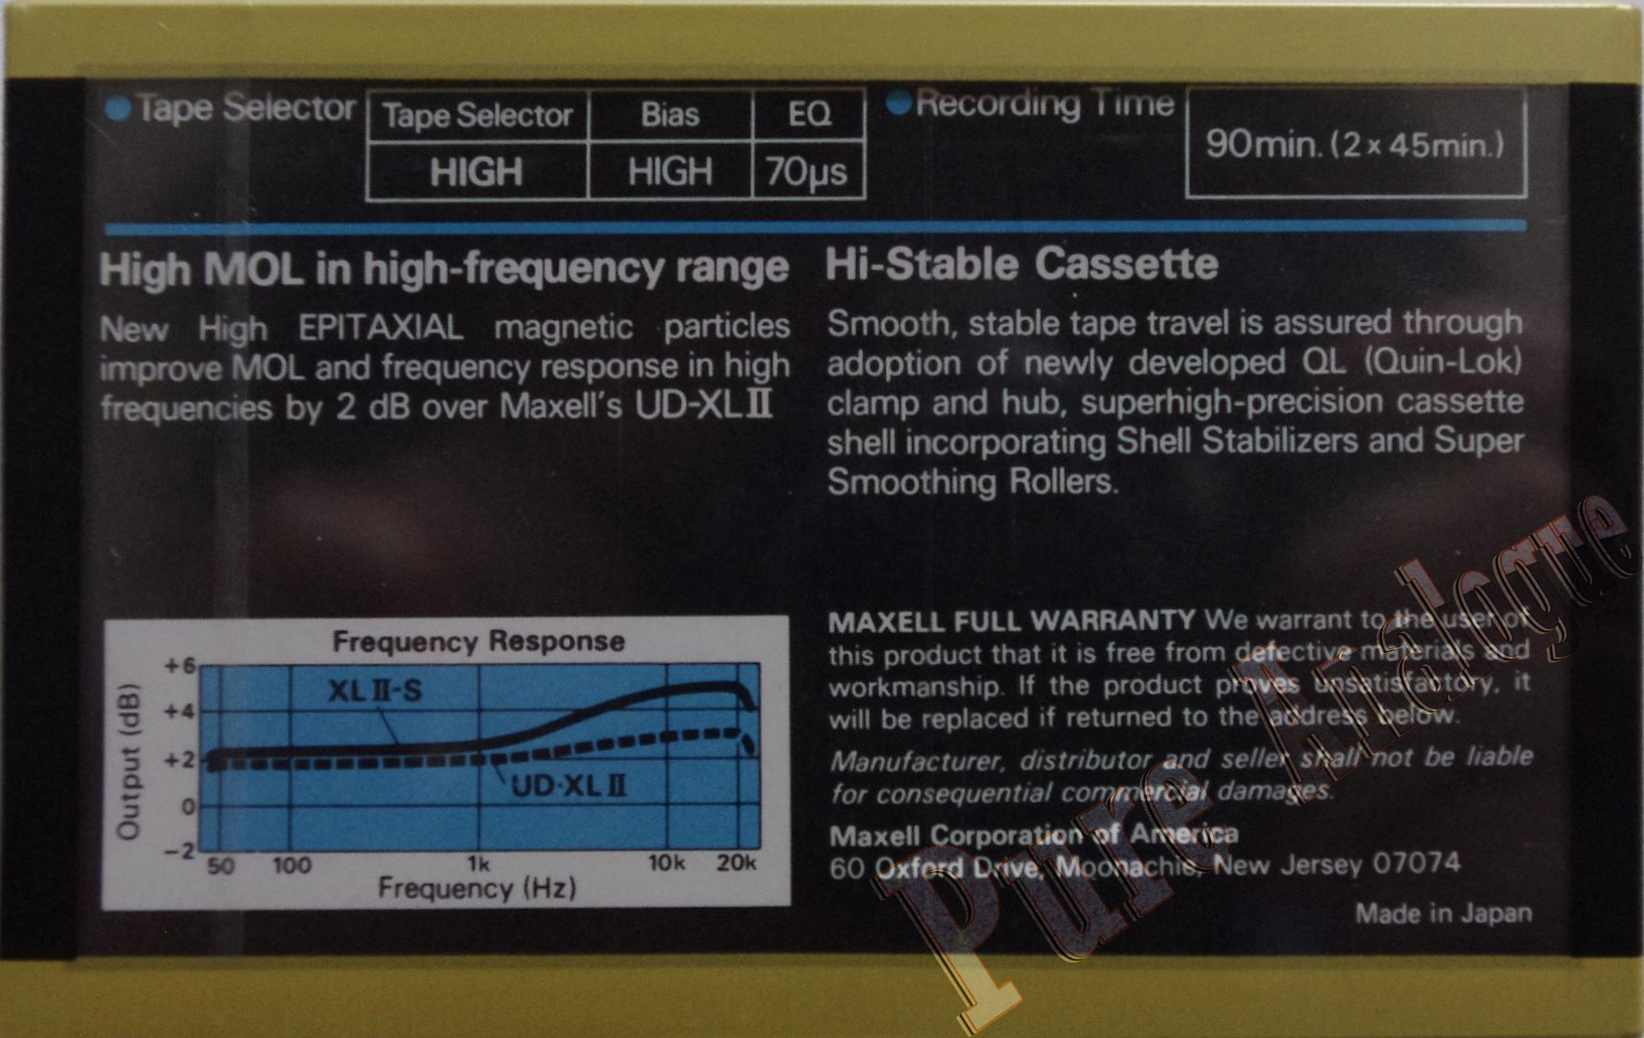 Tape Selector
Tape Selector Bias EQ
HIGH HIGH 70µs
Recording Time
90min. (2 x 45min.)
High MOL in high-frequency range
New High EPITAXIAL magnetic particles
improve MOL and frequency response in high
frequencies by 2 dB over Maxell's UD-XLⅡ
Hi-Stable Cassette
Smooth, stable tape travel is assured through
adoption of newly developed QL (Quin-Lok)
clamp and hub, superhigh-precision cassette
shell incorporating Shell Stabilizers and Super
Smoothing Rollers.
Frequency Response
Output (dB)
+6
+4
+2
0
−2
XLⅡ-S
UD·XLⅡ
50 100 1k 10k 20k
Frequency (Hz)
MAXELL FULL WARRANTY We warrant to the user of
this product that it is free from defective materials and
workmanship. If the product proves unsatisfactory, it
will be replaced if returned to the address below.
Manufacturer, distributor and seller shall not be liable
for consequential commercial damages.
Maxell Corporation of America
60 Oxford Drive, Moonachie, New Jersey 07074
Made in Japan
Pure Analogue